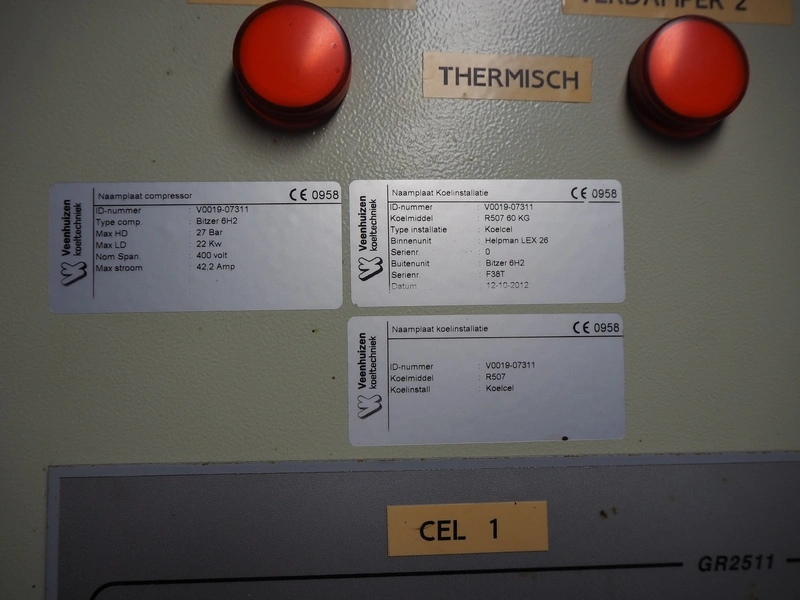 VERDAMPER 2
THERMISCH
Veenhuizen
koeltechniek
Naamplaat compressor CE 0958
ID-nummer : V0019-07311
Type comp. : Bitzer 6H2
Max HD : 27 Bar
Max LD : 22 Kw
Nom Span. : 400 volt
Max stroom : 42,2 Amp
Veenhuizen
koeltechniek
Naamplaat Koelinstallatie CE 0958
ID-nummer : V0019-07311
Koelmiddel : R507 60 KG
Type installatie : Koelcel
Binnenunit : Helpman LEX 26
Serienr. : 0
Buitenunit : Bitzer 6H2
Serienr. : F38T
Datum : 12-10-2012
Veenhuizen
koeltechniek
Naamplaat koelinstallatie CE 0958
ID-nummer : V0019-07311
Koelmiddel : R507
Koelinstall : Koelcel
CEL 1
GR2511